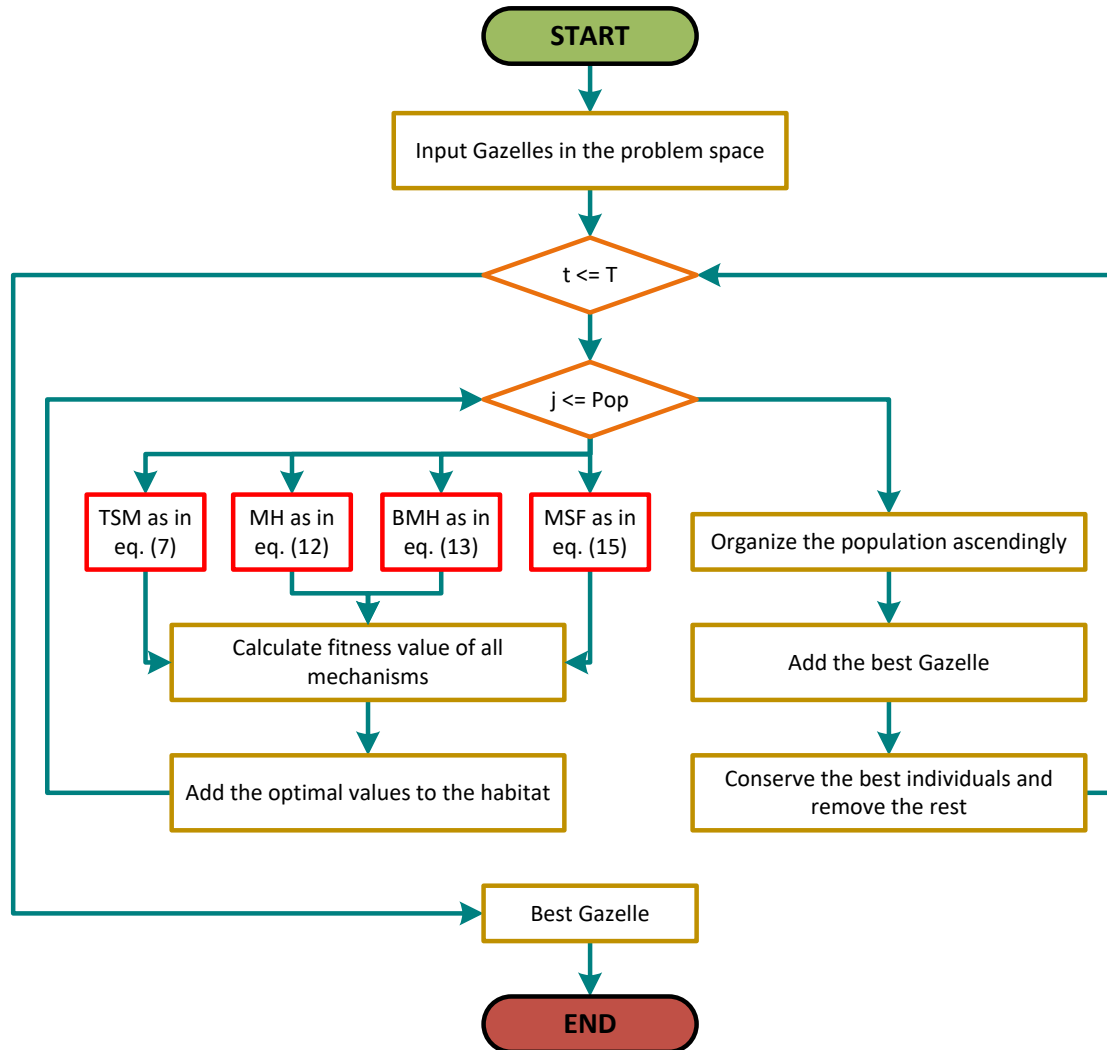 START
Input Gazelles in the problem space
t <= T
j <= Pop
TSM as in
eq. (7)
MH as in
eq. (12)
BMH as in
eq. (13)
MSF as in
eq. (15)
Calculate fitness value of all
mechanisms
Add the optimal values to the habitat
Organize the population ascendingly
Add the best Gazelle
Conserve the best individuals and
remove the rest
Best Gazelle
END